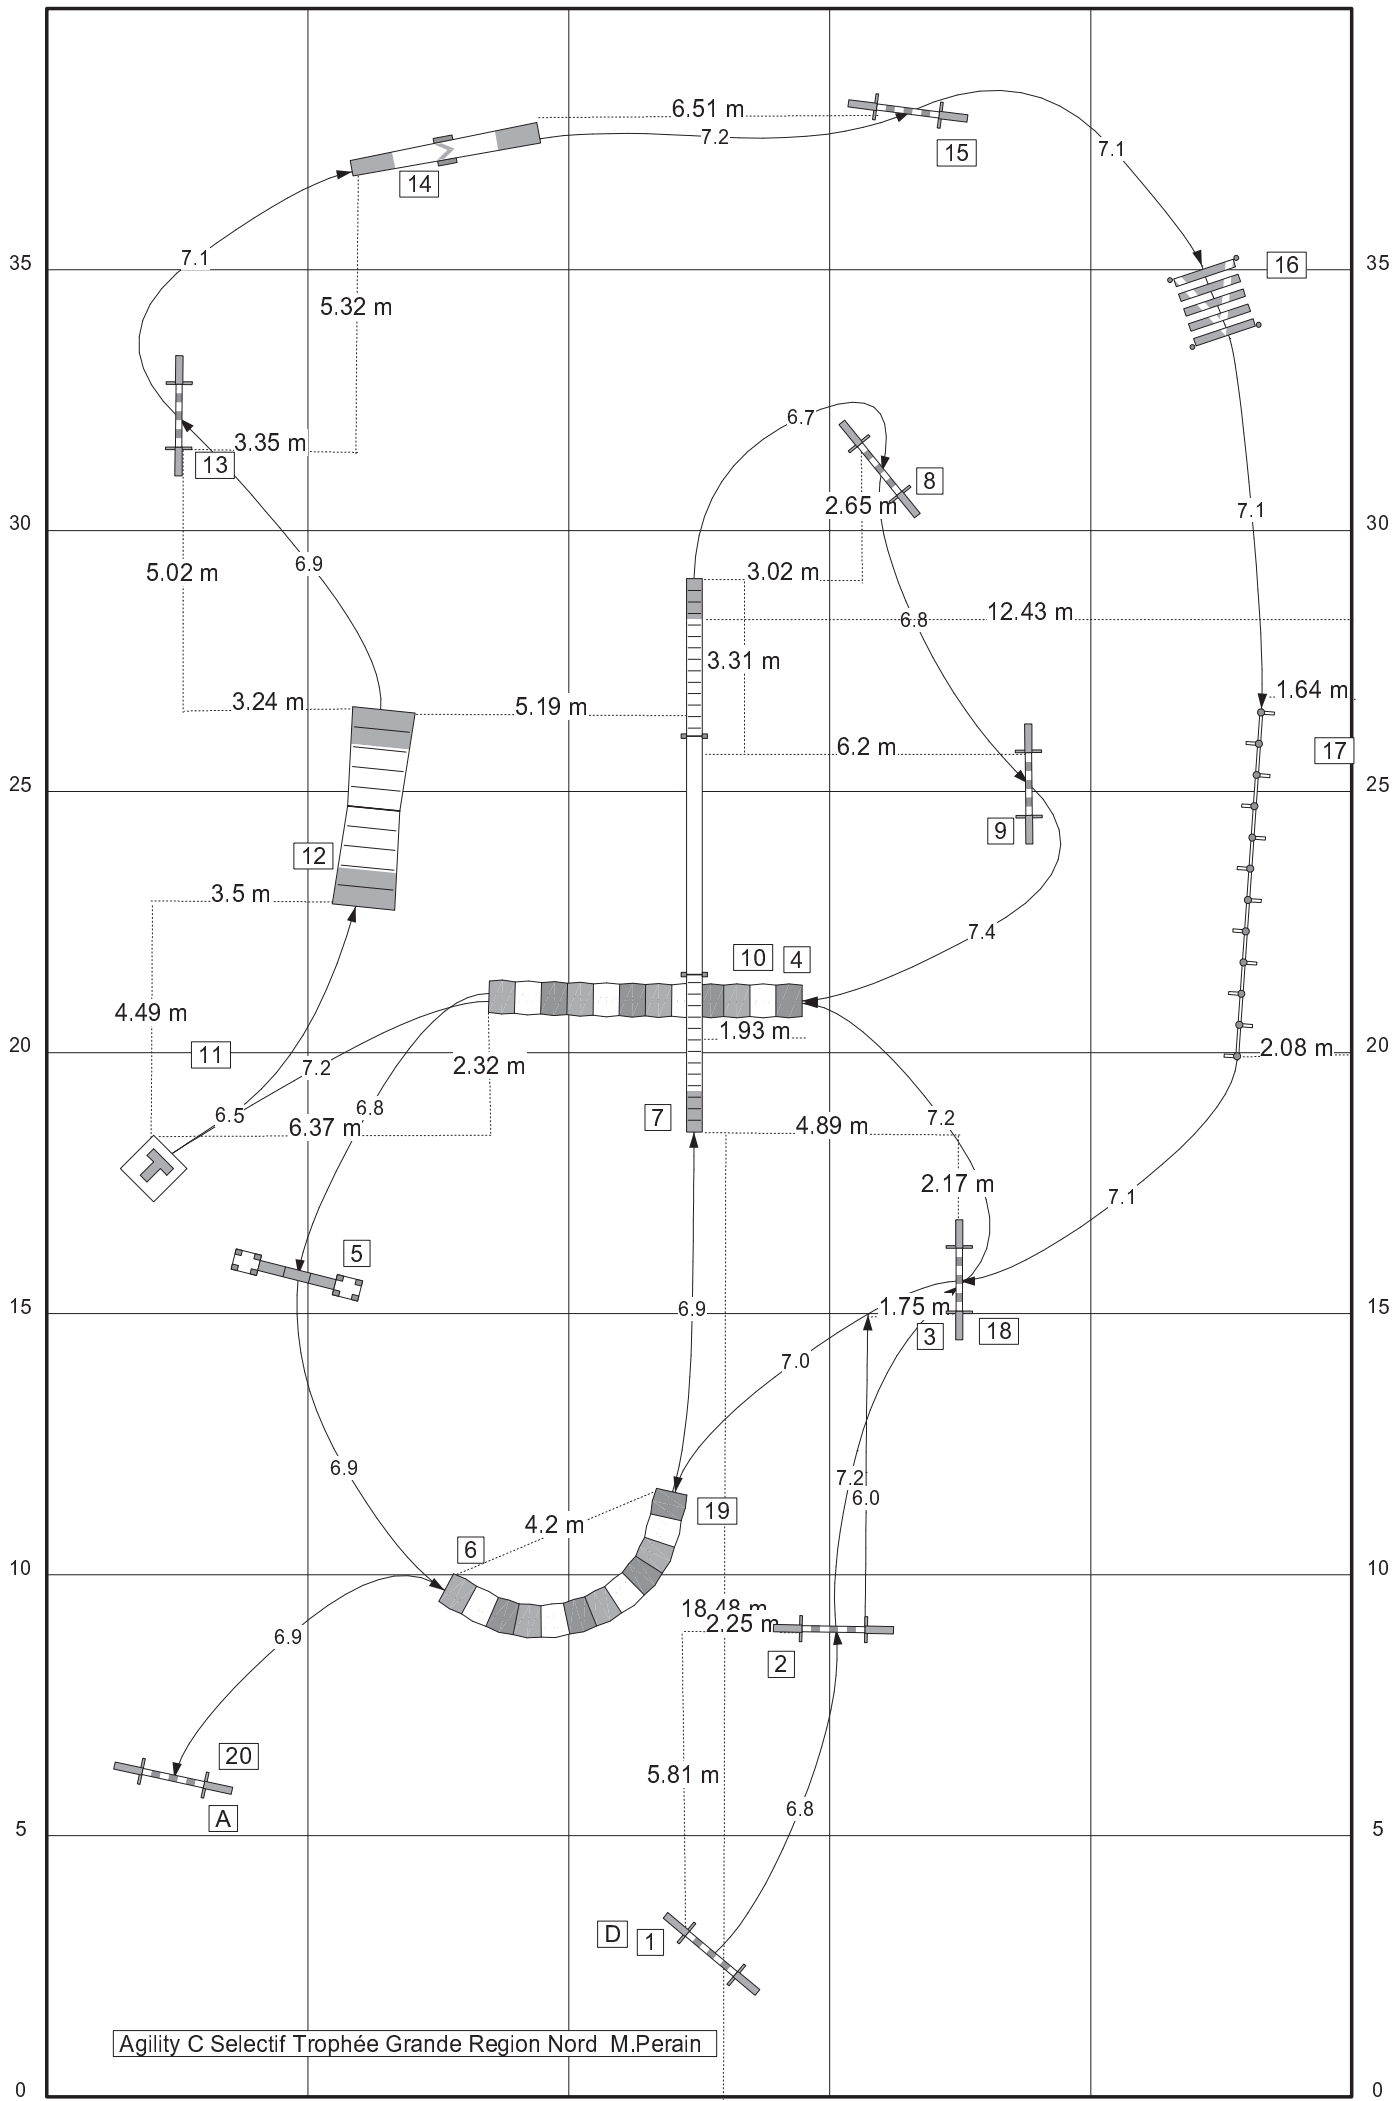 6.51 m
7.2
15
7.1
14
7.1
35
16
35
5.32 m
6.7
3.35 m
13
8
2.65 m
7.1
30
30
6.9
5.02 m
3.02 m
12.43 m
6.8
3.31 m
1.64 m
3.24 m
5.19 m
6.2 m
17
25
25
9
12
3.5 m
7.4
10
4
4.49 m
1.93 m
20
11
2.32 m
2.08 m
20
7.2
6.8
6.5
6.37 m
7
4.89 m
7.2
2.17 m
7.1
5
6.9
1.75 m
15
15
3
18
7.0
6.9
7.2
6.0
19
4.2 m
6
10
10
18.48 m
2.25 m
6.9
2
20
5.81 m
A
6.8
5
5
D
1
Agility C Selectif Trophée Grande Region Nord M.Perain
0
0